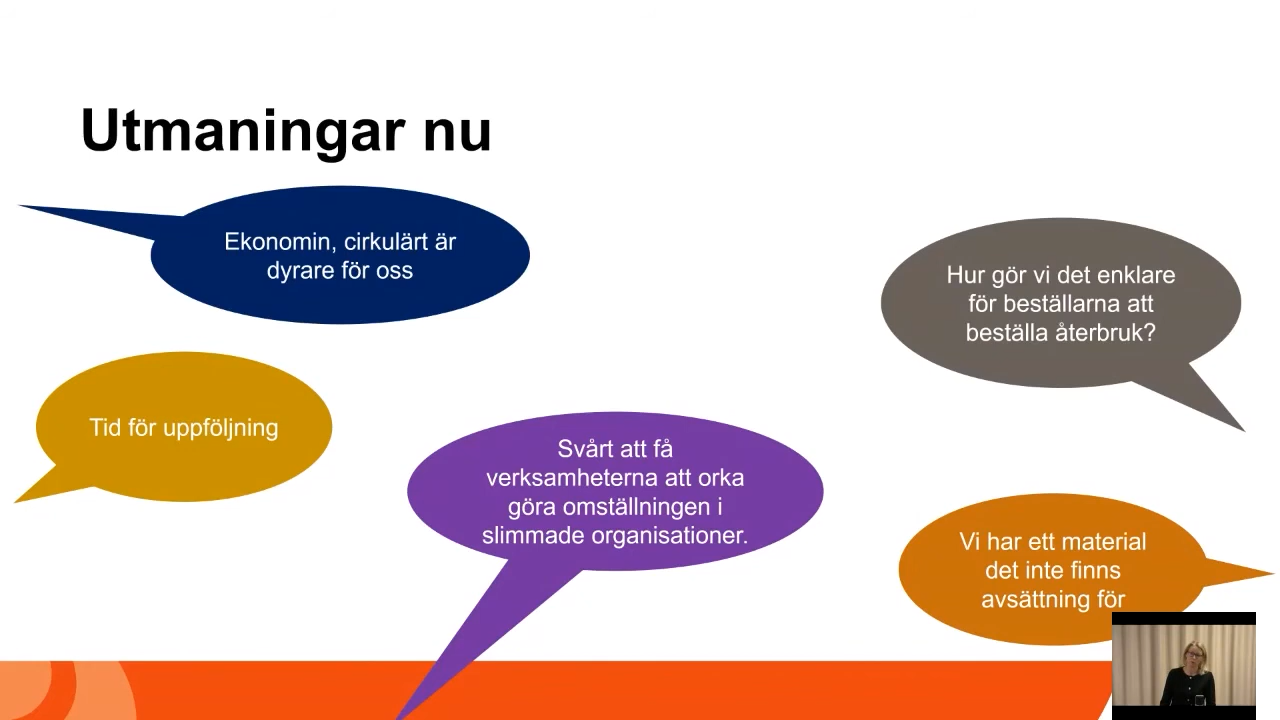 Utmaningar nu
Ekonomin, cirkulärt är
dyrare för oss
Hur gör vi det enklare
för beställarna att
beställa återbruk?
Tid för uppföljning
Svårt att få
verksamheterna att orka
göra omställningen i
slimmade organisationer.
Vi har ett material
det inte finns
avsättning för